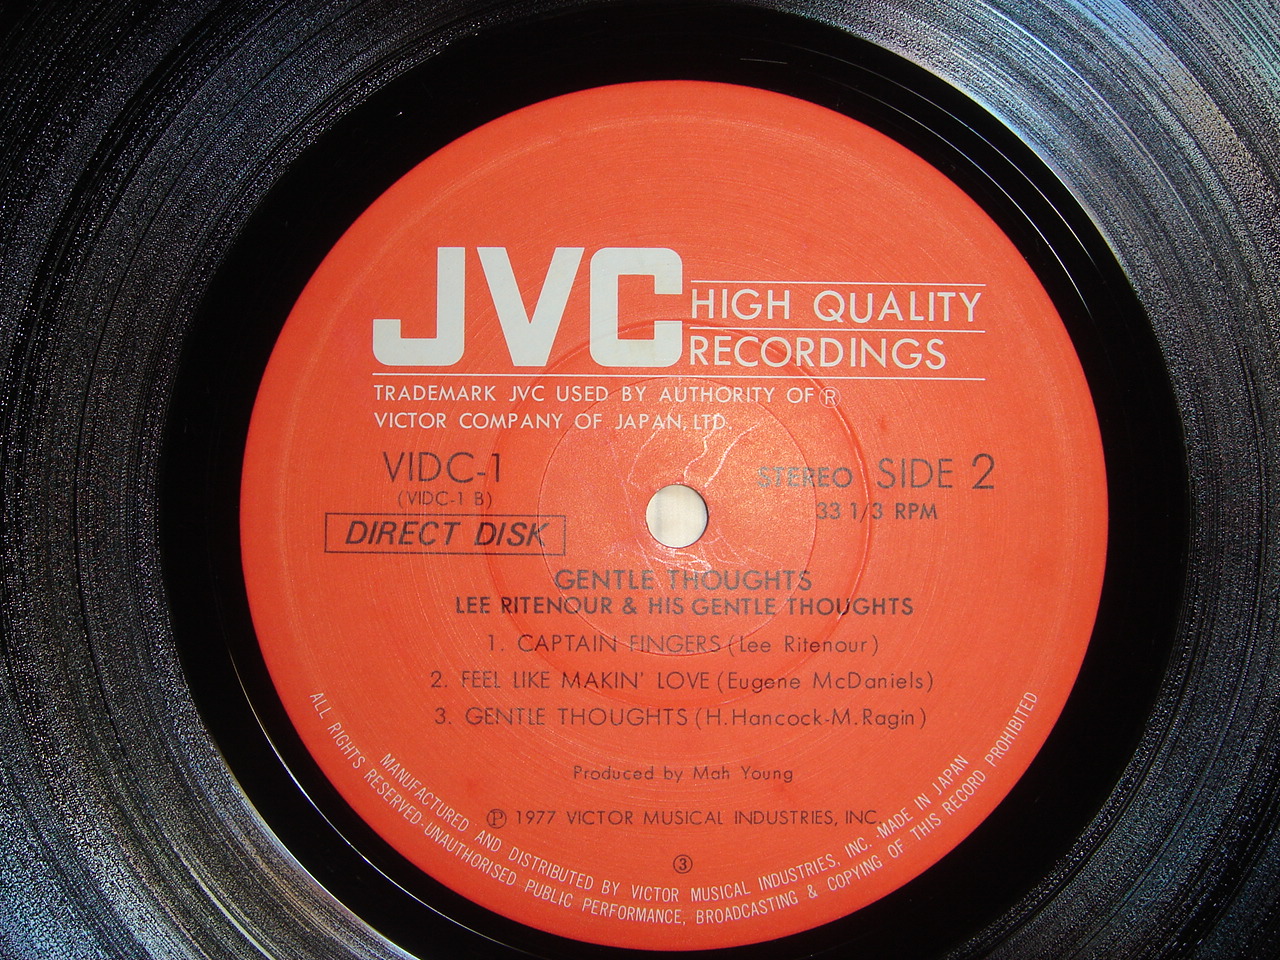 JVC HIGH QUALITY
RECORDINGS
TRADEMARK JVC USED BY AUTHORITY OF Ⓡ
VICTOR COMPANY OF JAPAN, LTD.
VIDC-1
(VIDC-1 B)
DIRECT DISK
STEREO SIDE 2
33 1/3 RPM
GENTLE THOUGHTS
LEE RITENOUR & HIS GENTLE THOUGHTS
1. CAPTAIN FINGERS (Lee Ritenour)
2. FEEL LIKE MAKIN' LOVE (Eugene McDaniels)
3. GENTLE THOUGHTS (H.Hancock-M.Ragin)
Produced by Mah Young
Ⓟ 1977 VICTOR MUSICAL INDUSTRIES, INC.
③
MANUFACTURED AND DISTRIBUTED BY VICTOR MUSICAL INDUSTRIES, INC. ·MADE IN JAPAN
ALL RIGHTS RESERVED·UNAUTHORISED PUBLIC PERFORMANCE, BROADCASTING & COPYING OF THIS RECORD PROHIBITED